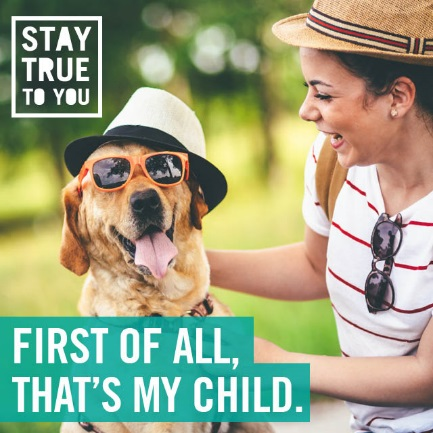 STAY
TRUE
TO YOU
FIRST OF ALL,
THAT'S MY CHILD.